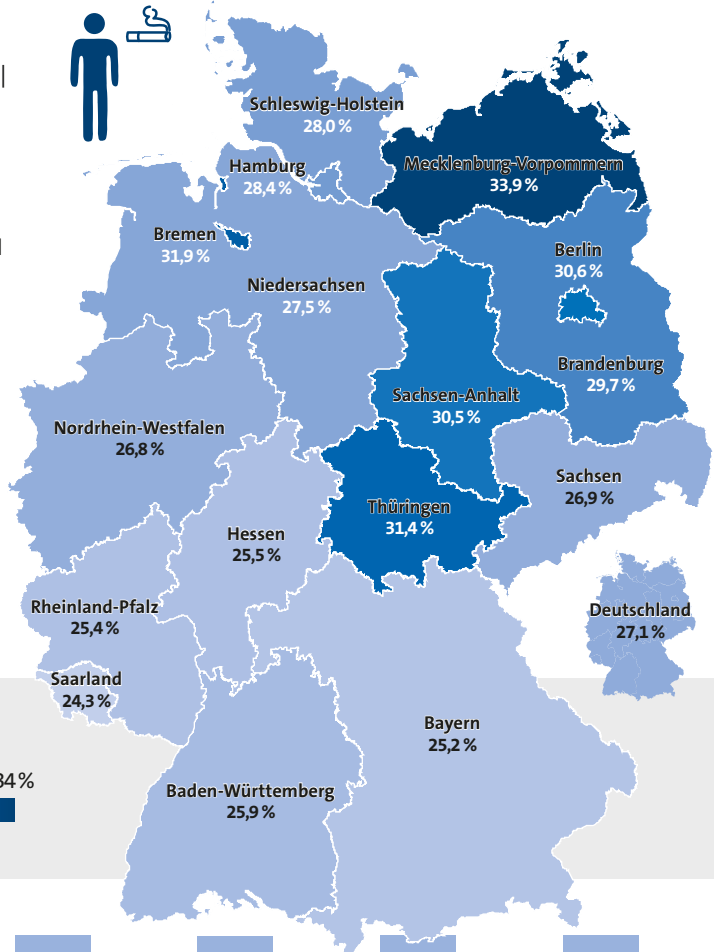 Schleswig-Holstein
28,0 %
Mecklenburg-Vorpommern
33,9 %
Hamburg
28,4 %
Bremen
31,9 %
Berlin
30,6 %
Niedersachsen
27,5 %
Brandenburg
29,7 %
Sachsen-Anhalt
30,5 %
Nordrhein-Westfalen
26,8 %
Sachsen
26,9 %
Thüringen
31,4 %
Hessen
25,5 %
Rheinland-Pfalz
25,4 %
Deutschland
27,1 %
Saarland
24,3 %
Bayern
25,2 %
34 %
Baden-Württemberg
25,9 %